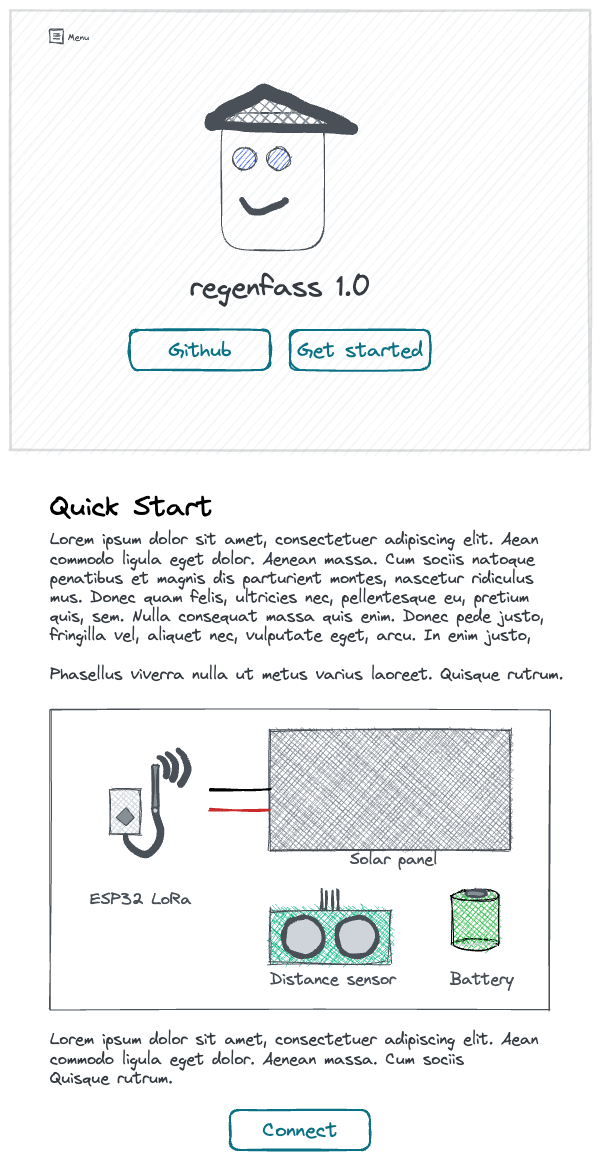 Menu
regenfass 1.0
Github
Get started
Quick Start
Lorem ipsum dolor sit amet, consectetuer adipiscing elit. Aean
commodo ligula eget dolor. Aenean massa. Cum sociis natoque
penatibus et magnis dis parturient montes, nascetur ridiculus
mus. Donec quam felis, ultricies nec, pellentesque eu, pretium
quis, sem. Nulla consequat massa quis enim. Donec pede justo,
fringilla vel, aliquet nec, vulputate eget, arcu. In enim justo,
Phasellus viverra nulla ut metus varius laoreet. Quisque rutrum.
Solar panel
ESP32 LoRa
Distance sensor
Battery
Lorem ipsum dolor sit amet, consectetuer adipiscing elit. Aean
commodo ligula eget dolor. Aenean massa. Cum sociis
Quisque rutrum.
Connect